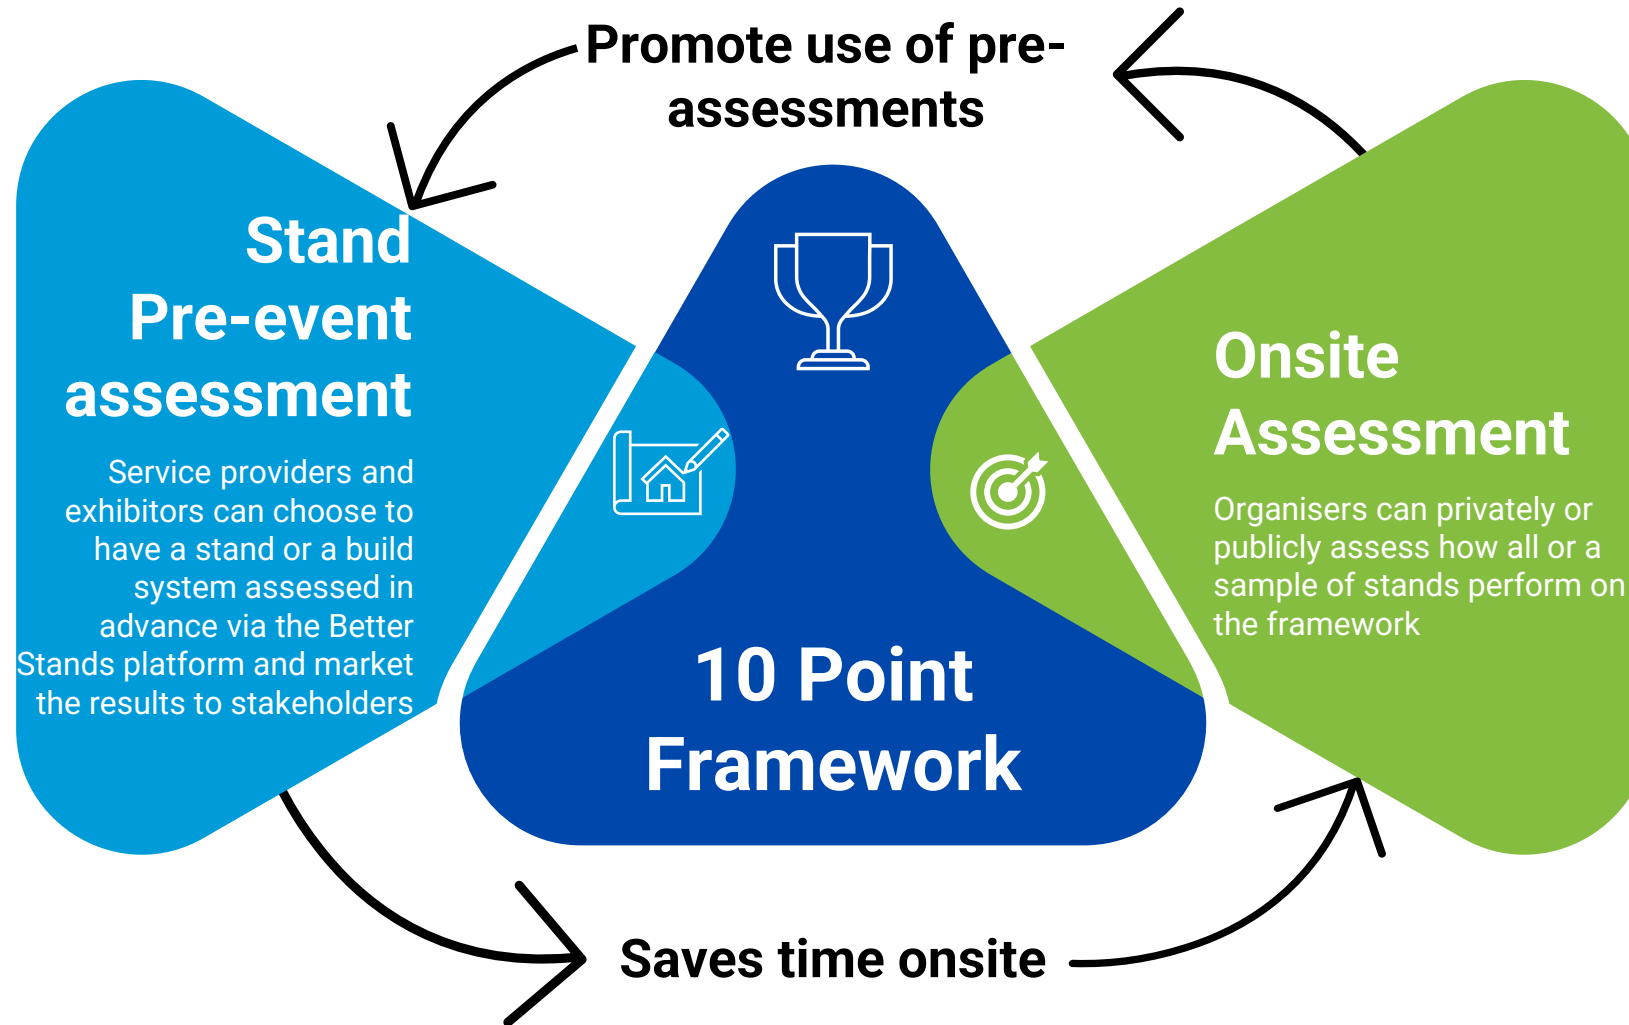 Promote use of pre-
assessments
Stand
Pre-event
assessment
Service providers and
exhibitors can choose to
have a stand or a build
system assessed in
advance via the Better
Stands platform and market
the results to stakeholders
10 Point
Framework
Onsite
Assessment
Organisers can privately or
publicly assess how all or a
sample of stands perform on
the framework
Saves time onsite